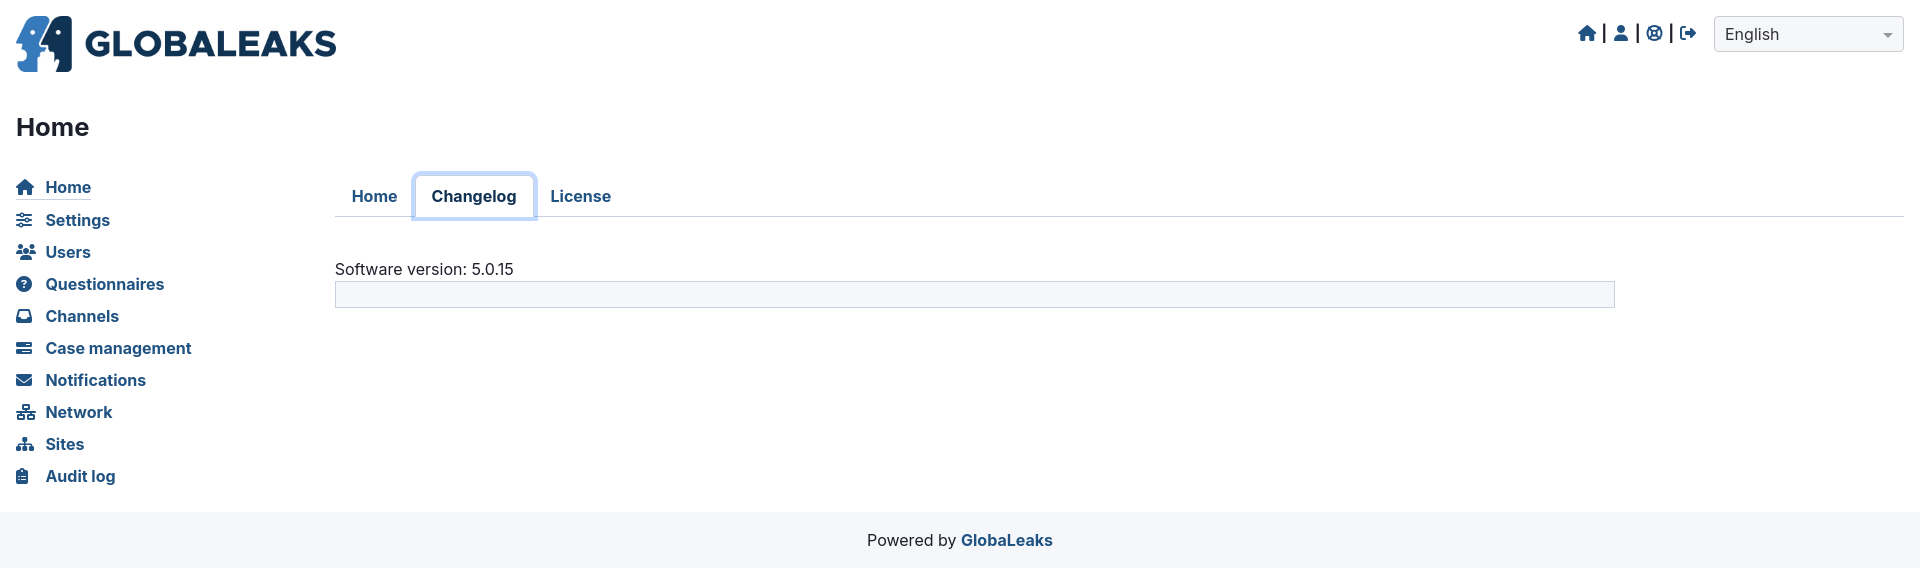 GLOBALEAKS
English
Home
Home
Settings
Users
Questionnaires
Channels
Case management
Notifications
Network
Sites
Audit log
Home Changelog License
Software version: 5.0.15
Powered by GlobaLeaks